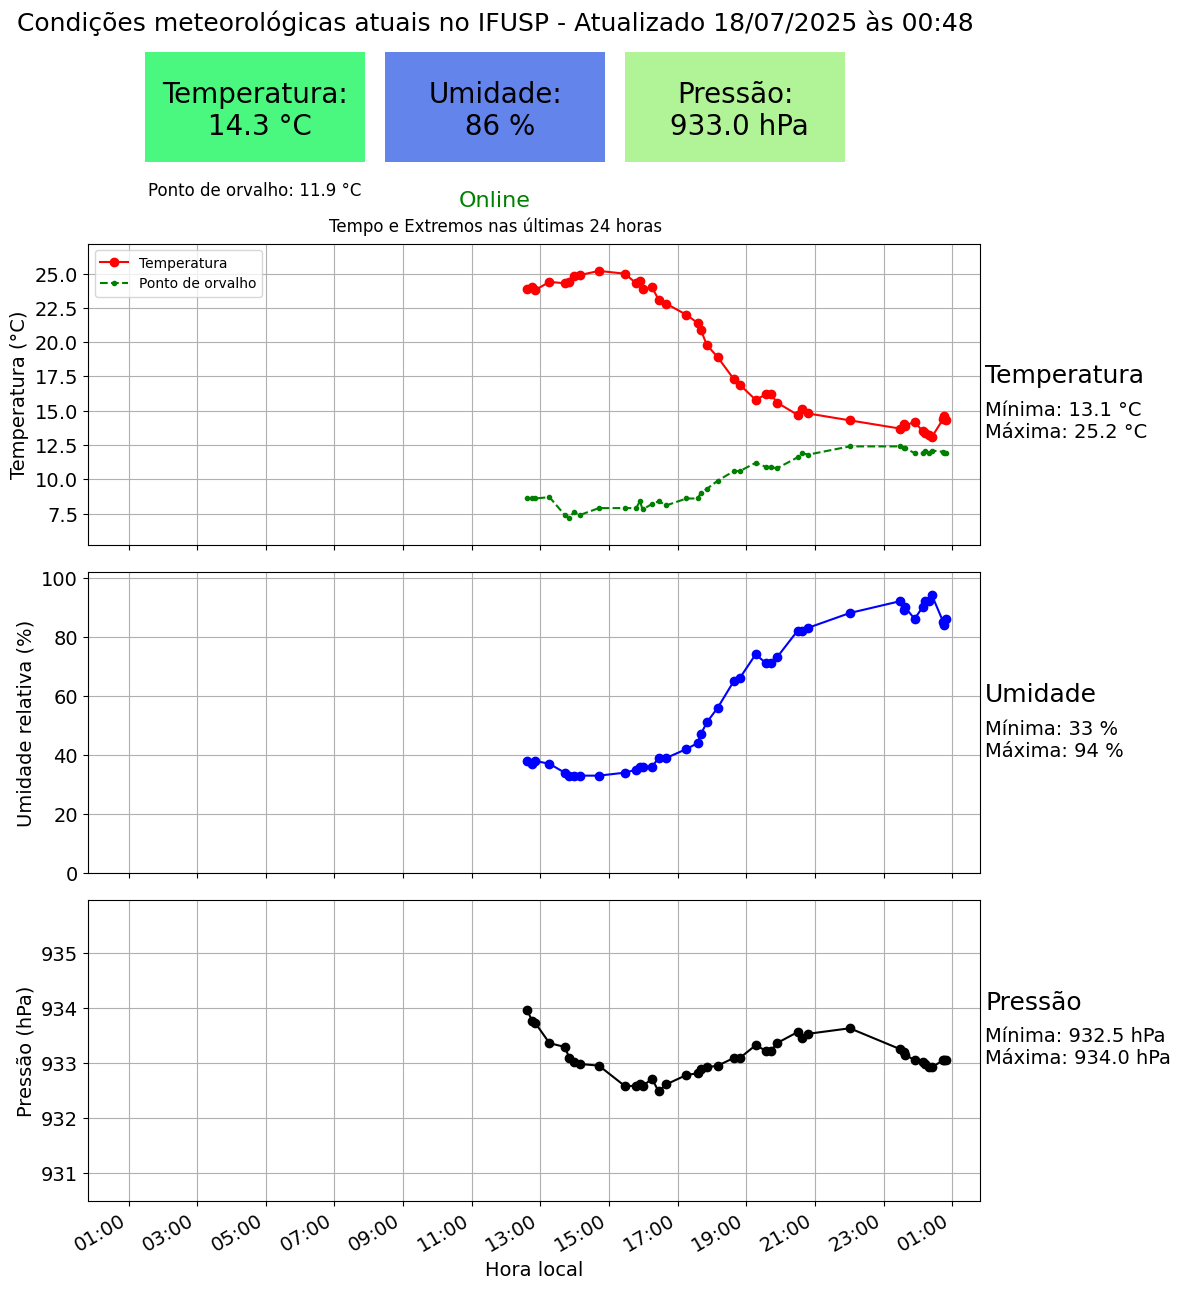 Condições meteorológicas atuais no IFUSP - Atualizado 18/07/2025 às 00:48
Temperatura:
14.3 °C
Umidade:
86 %
Pressão:
933.0 hPa
Ponto de orvalho: 11.9 °C
Online
Tempo e Extremos nas últimas 24 horas
Temperatura
Ponto de orvalho
Temperatura (°C)
25.0
22.5
20.0
17.5
15.0
12.5
10.0
7.5
Temperatura
Mínima: 13.1 °C
Máxima: 25.2 °C
Umidade relativa (%)
100
80
60
40
20
0
Umidade
Mínima: 33 %
Máxima: 94 %
Pressão (hPa)
935
934
933
932
931
Pressão
Mínima: 932.5 hPa
Máxima: 934.0 hPa
01:00
03:00
05:00
07:00
09:00
11:00
13:00
15:00
17:00
19:00
21:00
23:00
01:00
Hora local